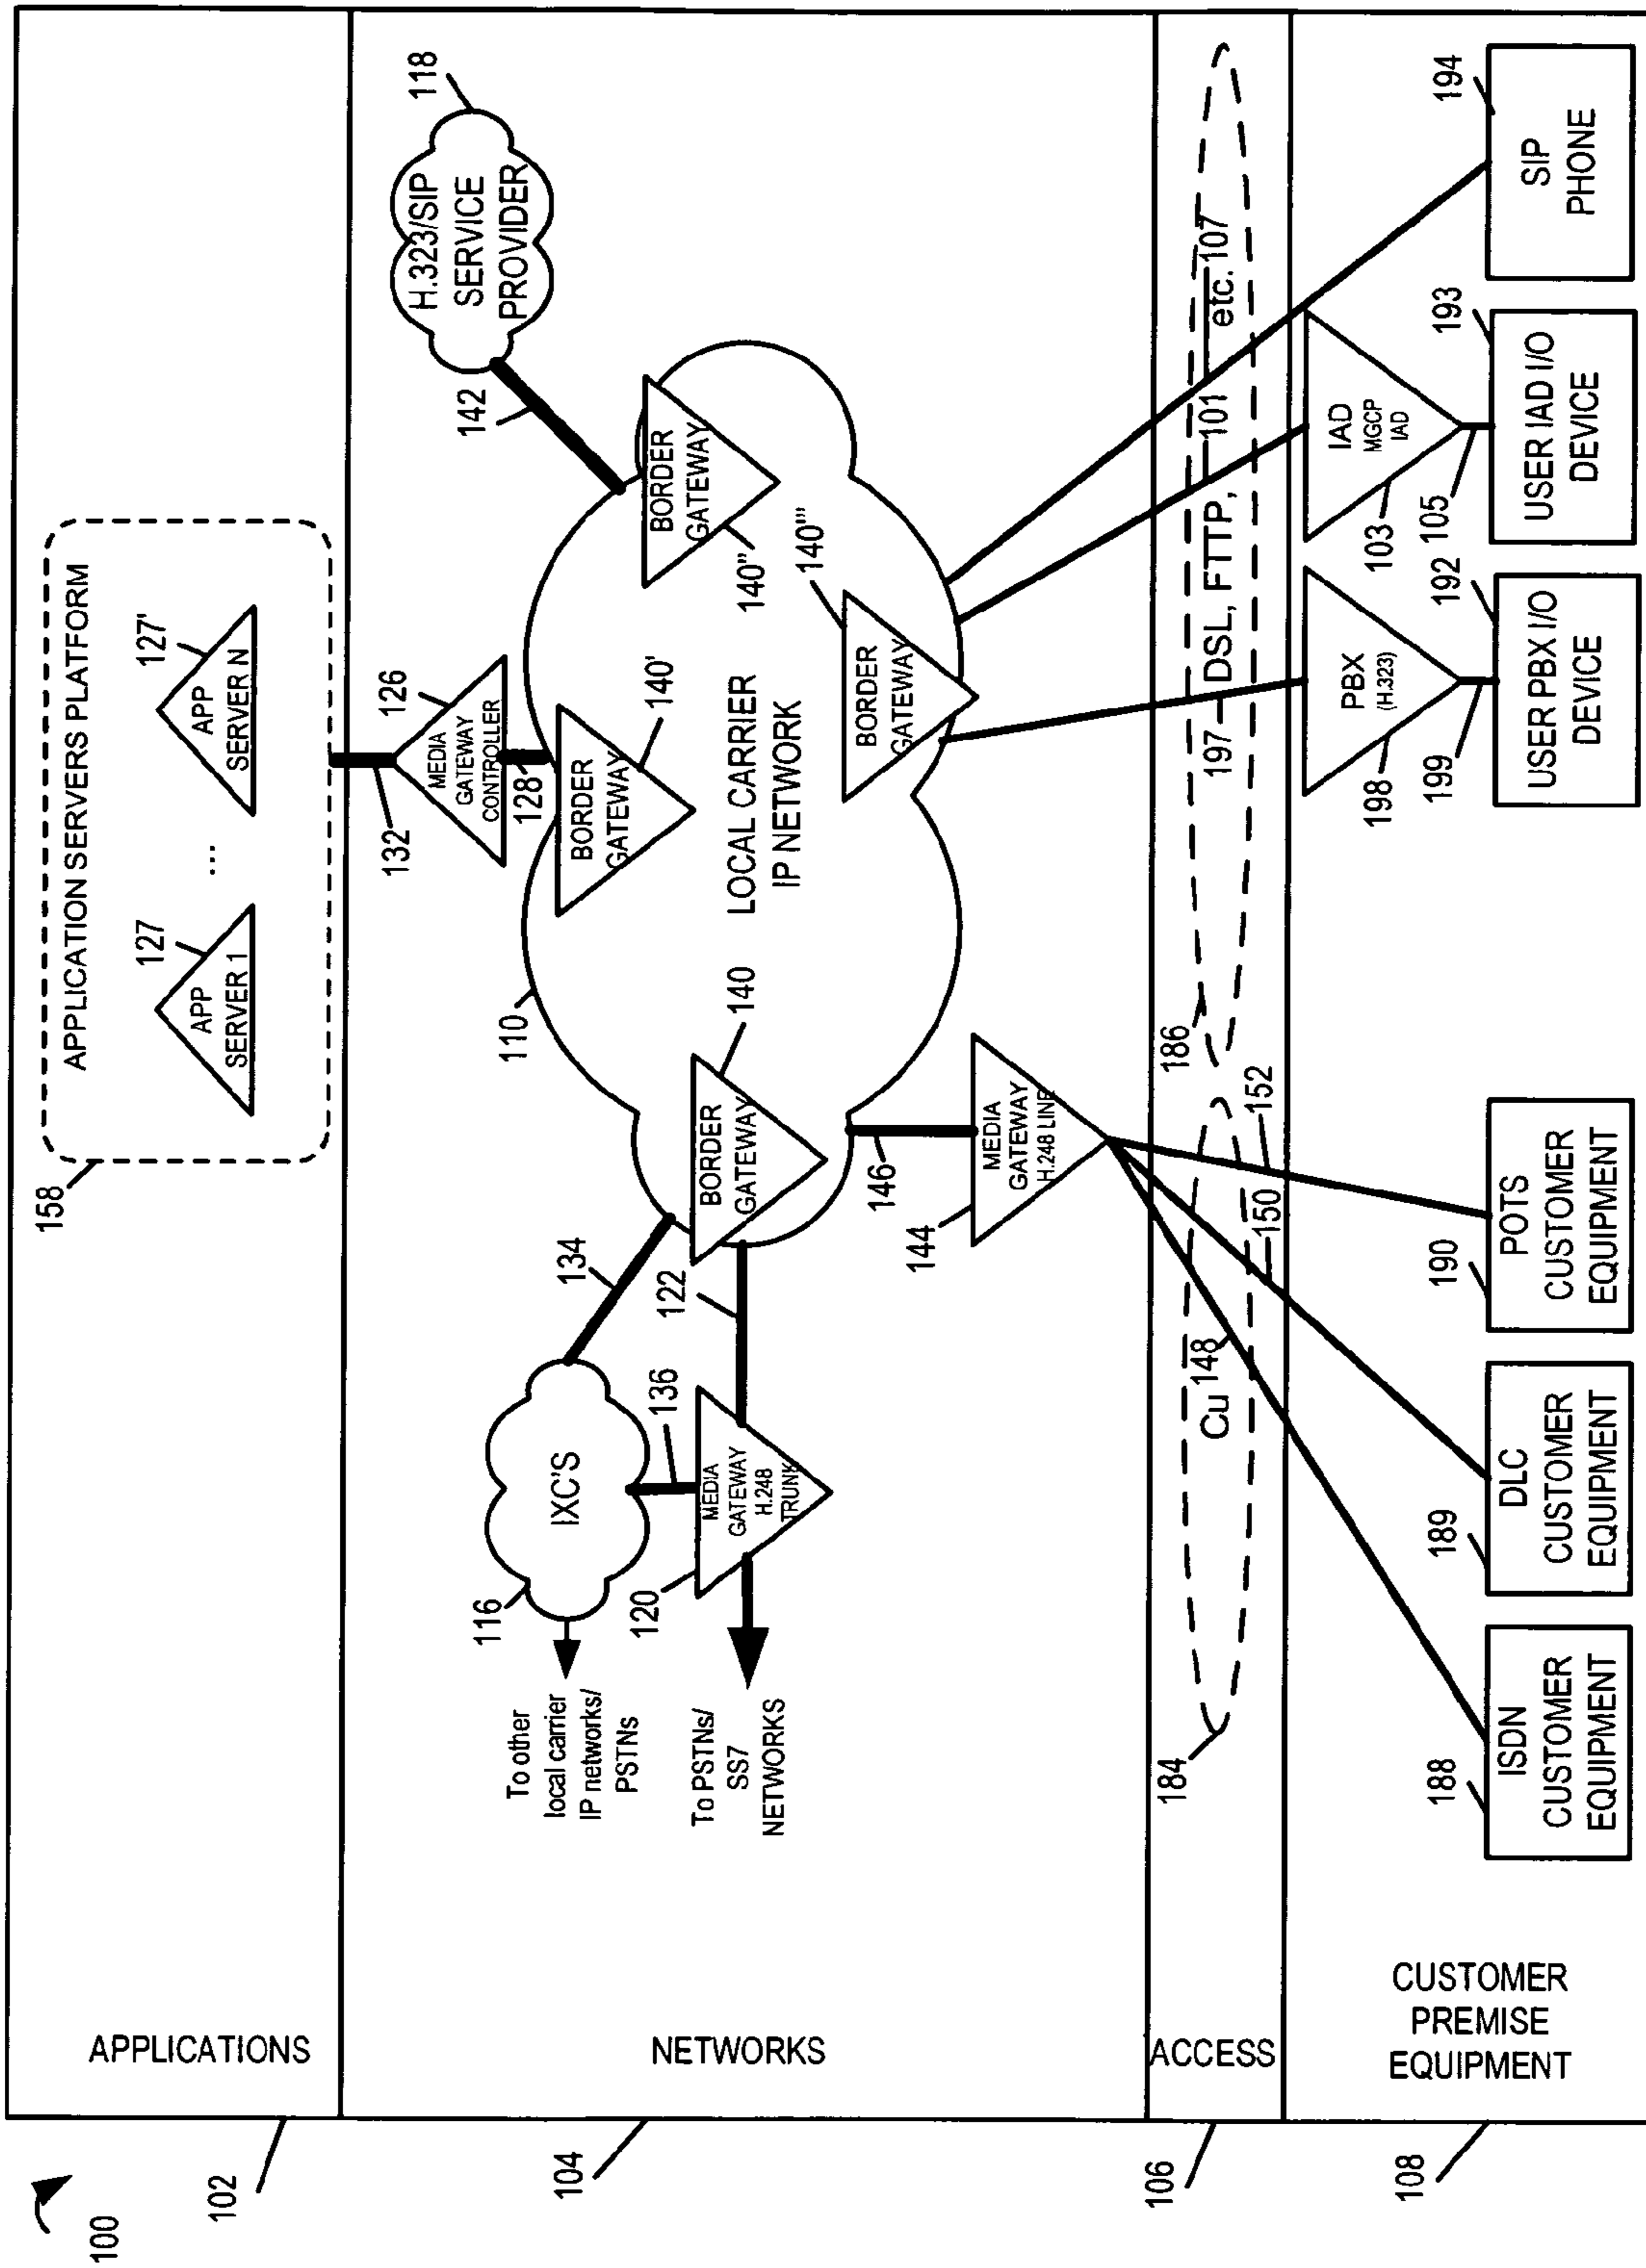 100
102
APPLICATIONS
158
APPLICATION SERVERS PLATFORM
127
APP
SERVER 1
...
127'
APP
SERVER N
104
NETWORKS
132
126
MEDIA
GATEWAY
CONTROLLER
128
118
H.323/SIP
SERVICE
PROVIDER
142
116
IXC'S
134
To other
local carrier
IP networks/
PSTNs
136
120
MEDIA
GATEWAY
H.248
TRUNK
122
To PSTNs/
SS7
NETWORKS
110
BORDER
GATEWAY
140
BORDER
GATEWAY
140'
BORDER
GATEWAY
140"
BORDER
GATEWAY
140'"
LOCAL CARRIER
IP NETWORK
146
144
MEDIA
GATEWAY
H.248 LINE
106
ACCESS
184
Cu
148
150
152
186
197
DSL, FTTP,
101
etc.
107
108
CUSTOMER
PREMISE
EQUIPMENT
188
ISDN
CUSTOMER
EQUIPMENT
189
DLC
CUSTOMER
EQUIPMENT
190
POTS
CUSTOMER
EQUIPMENT
198
PBX
(H.323)
199
192
USER PBX I/O
DEVICE
103
IAD
MGCP
IAD
105
193
USER IAD I/O
DEVICE
194
SIP
PHONE